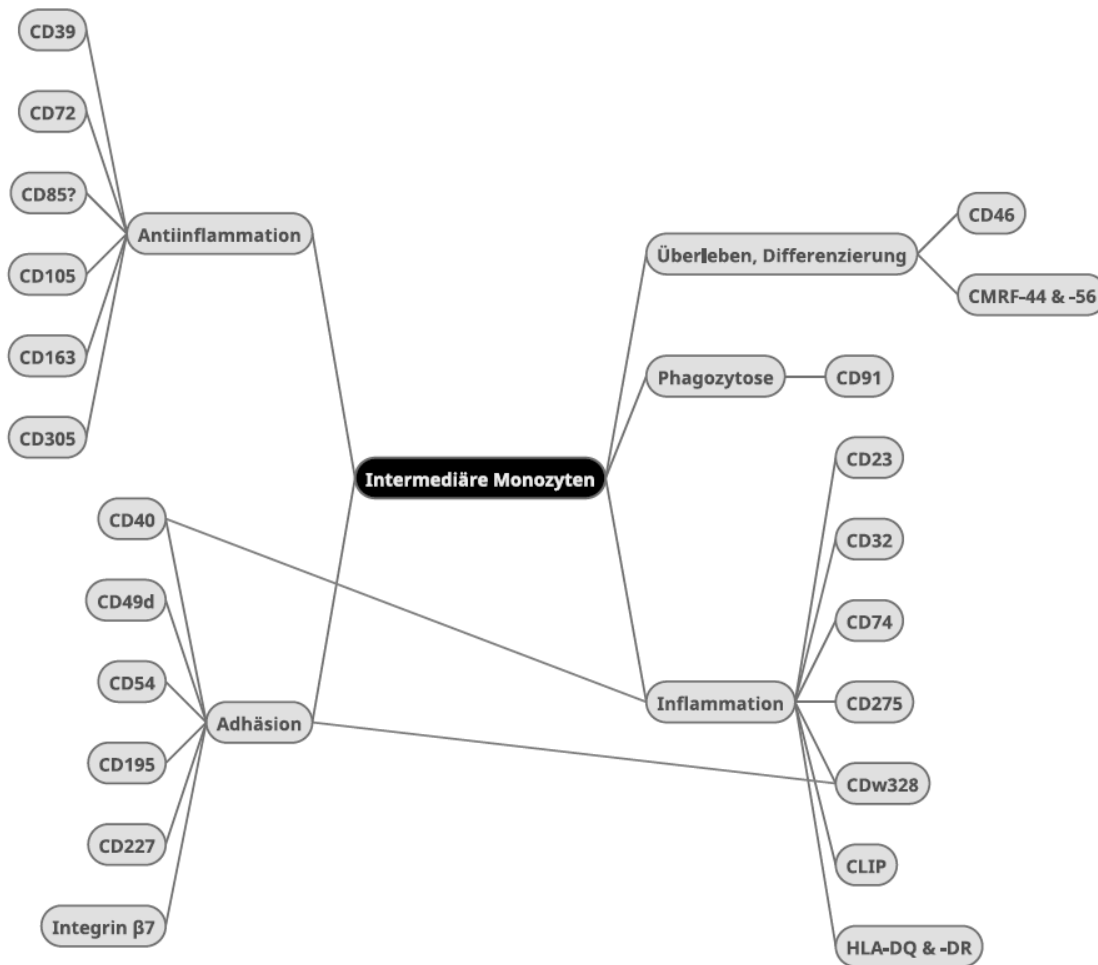 CD39
CD72
CD85?
CD105
CD163
CD305
Antiinflammation
CD40
CD49d
CD54
CD195
CD227
Integrin β7
Adhäsion
Intermediäre Monozyten
Überleben, Differenzierung
CD46
CMRF-44 & -56
Phagozytose
CD91
Inflammation
CD23
CD32
CD74
CD275
CDw328
CLIP
HLA-DQ & -DR